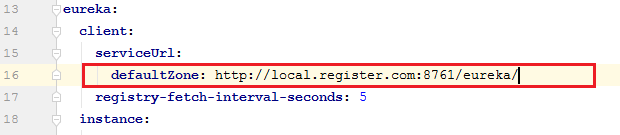 13 eureka:
14 client:
15 serviceUrl:
16 defaultZone: http://local.register.com:8761/eureka/
17 registry-fetch-interval-seconds: 5
18 instance: